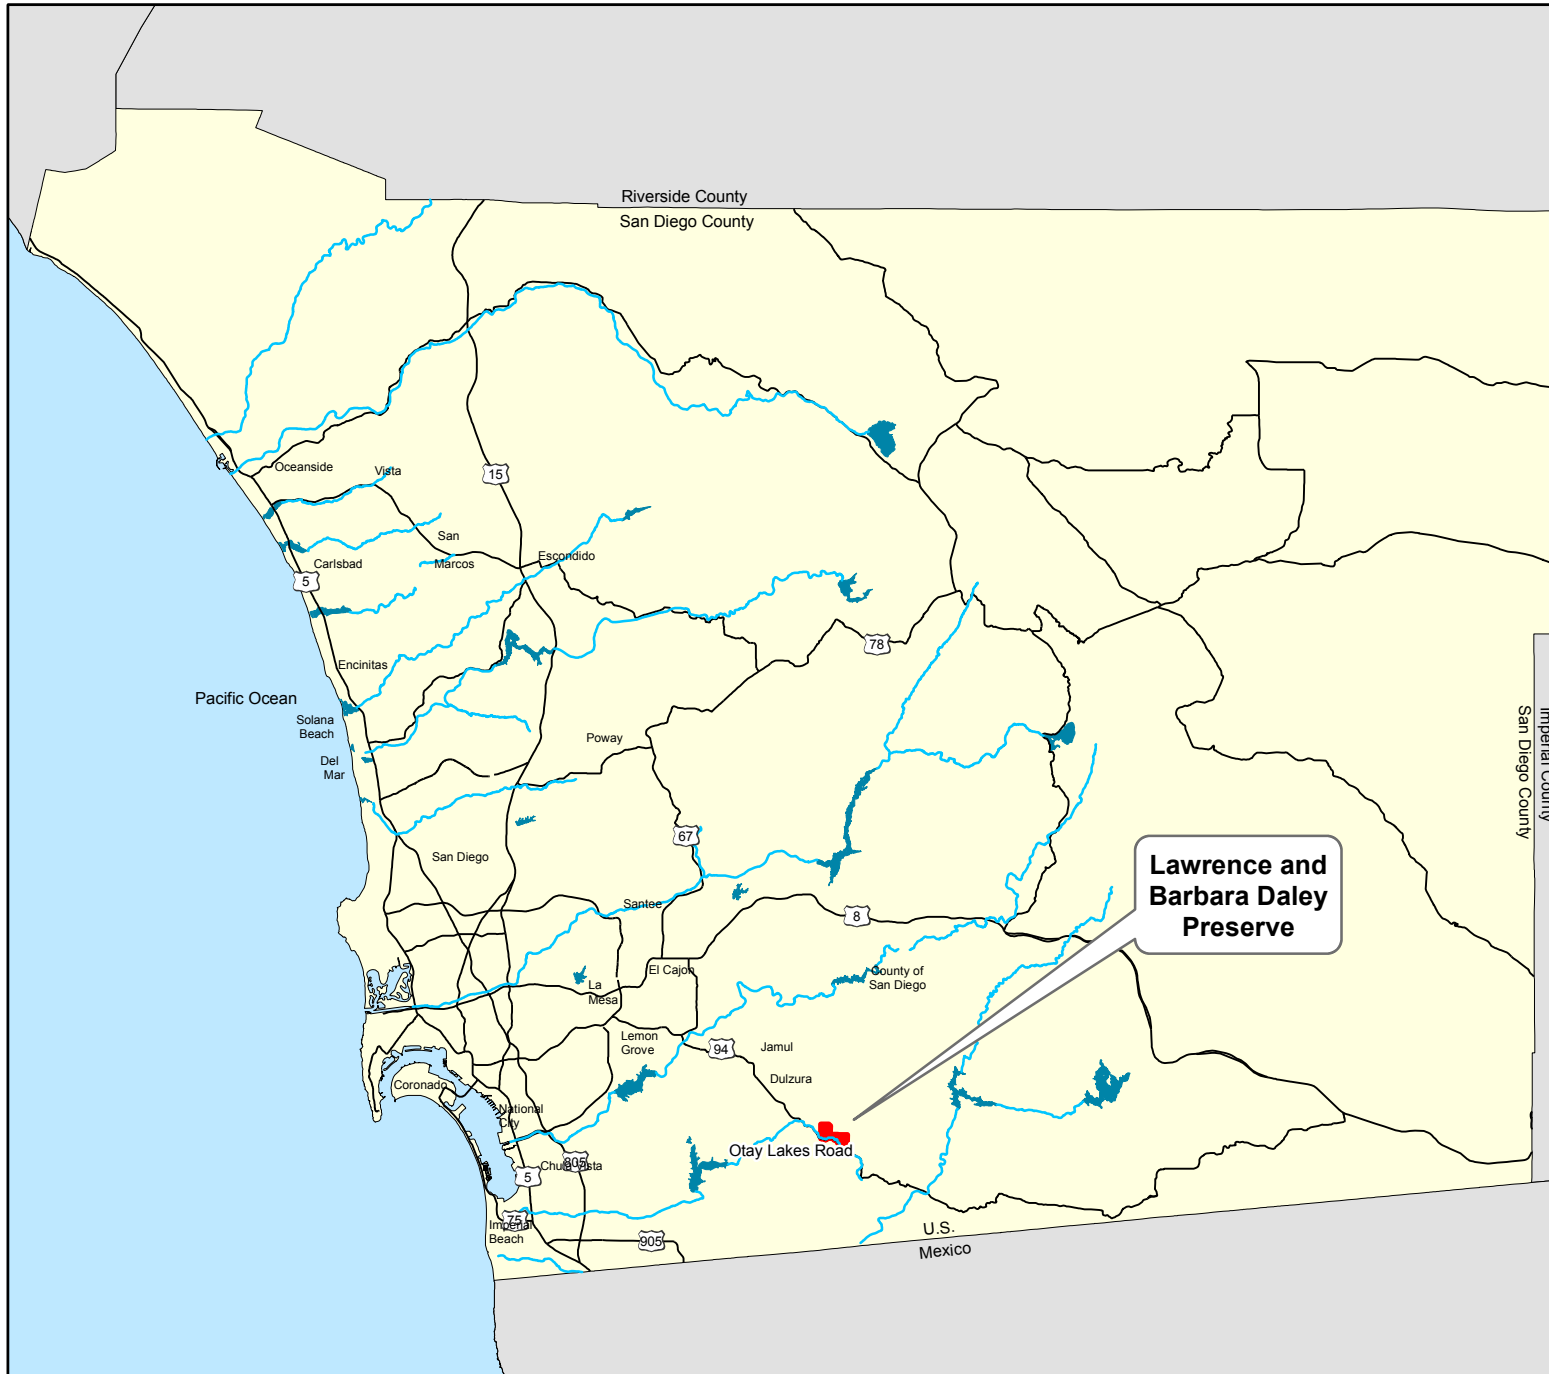 Riverside County
San Diego County
Oceanside
Vista
15
San
Marcos
Escondido
Carlsbad
5
78
Encinitas
Pacific Ocean
Solana
Beach
Del
Mar
Poway
Imperial County
San Diego County
67
San Diego
Lawrence and
Barbara Daley
Preserve
Santee
8
El Cajon
County of
San Diego
La
Mesa
Lemon
Grove
94
Jamul
Dulzura
Coronado
National
City
Otay Lakes Road
Chula Vista
805
5
75
Imperial
Beach
905
U.S.
Mexico